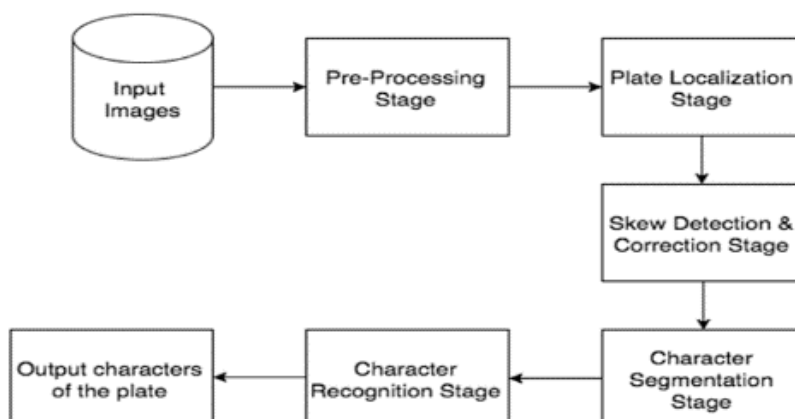 Input
Images
Pre-Processing
Stage
Plate Localization
Stage
Skew Detection &
Correction Stage
Character
Segmentation
Stage
Character
Recognition Stage
Output characters
of the plate